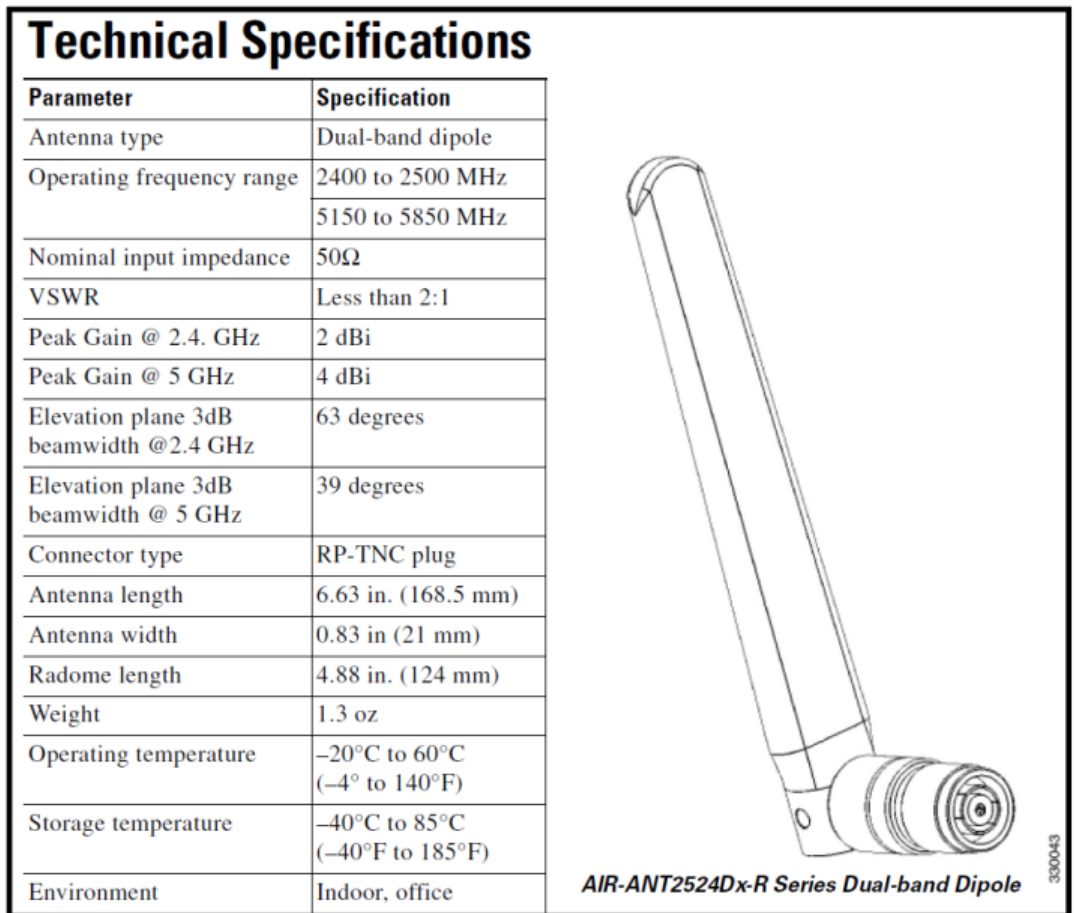 Technical Specifications
Parameter Specification
Antenna type Dual-band dipole
Operating frequency range 2400 to 2500 MHz
5150 to 5850 MHz
Nominal input impedance 50Ω
VSWR Less than 2:1
Peak Gain @ 2.4. GHz 2 dBi
Peak Gain @ 5 GHz 4 dBi
Elevation plane 3dB 63 degrees
beamwidth @2.4 GHz
Elevation plane 3dB 39 degrees
beamwidth @ 5 GHz
Connector type RP-TNC plug
Antenna length 6.63 in. (168.5 mm)
Antenna width 0.83 in (21 mm)
Radome length 4.88 in. (124 mm)
Weight 1.3 oz
Operating temperature –20°C to 60°C
(–4° to 140°F)
Storage temperature –40°C to 85°C
(–40°F to 185°F)
Environment Indoor, office
AIR-ANT2524Dx-R Series Dual-band Dipole
330043